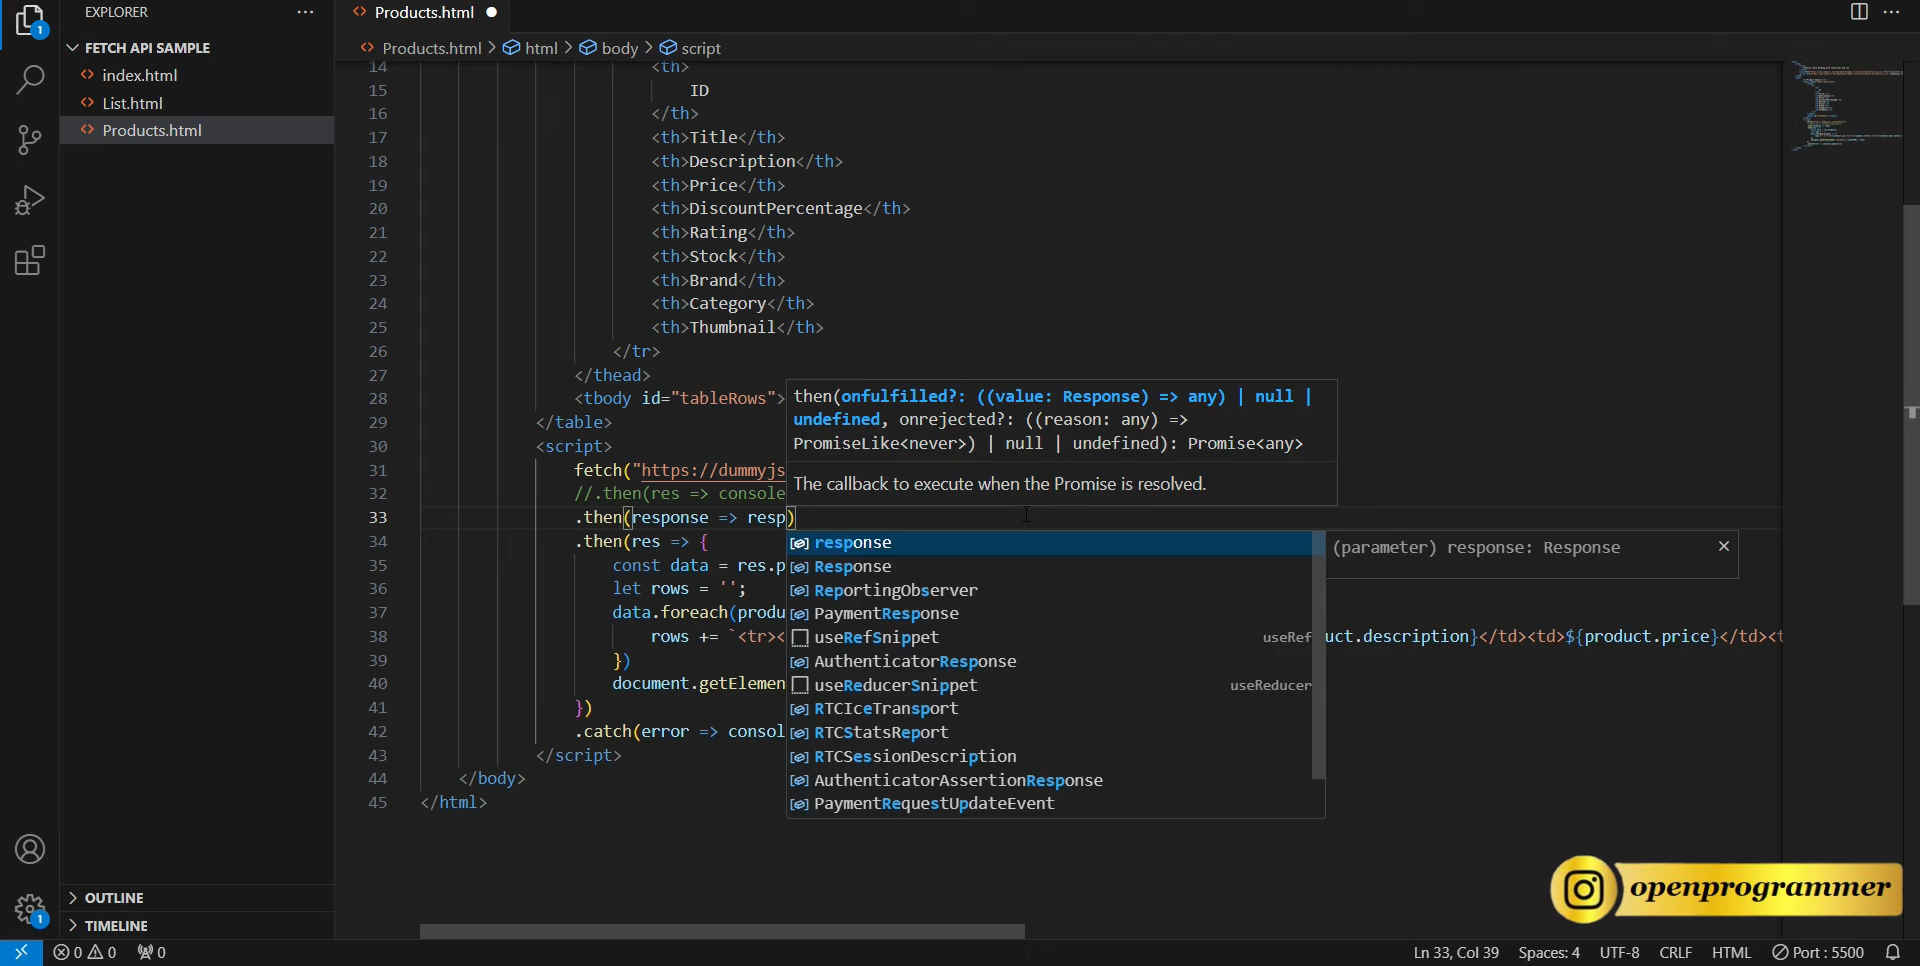 EXPLORER
Products.html
1
FETCH API SAMPLE
index.html
List.html
Products.html
Products.html > html > body > script
14 <th>
15 ID
16 </th>
17 <th>Title</th>
18 <th>Description</th>
19 <th>Price</th>
20 <th>DiscountPercentage</th>
21 <th>Rating</th>
22 <th>Stock</th>
23 <th>Brand</th>
24 <th>Category</th>
25 <th>Thumbnail</th>
26 </tr>
27 </thead>
28 <tbody id="tableRows">
29 </table>
30 <script>
31 fetch("https://dummyjs
32 //.then(res => console
33 .then(response => resp)
34 .then(res => {
35 const data = res.p
36 let rows = '';
37 data.foreach(produ
38 rows += `<tr>< uct.description}</td><td>${product.price}</td><t
39 })
40 document.getElemen
41 })
42 .catch(error => consol
43 </script>
44 </body>
45 </html>
then(onfulfilled?: ((value: Response) => any) | null |
undefined, onrejected?: ((reason: any) =>
PromiseLike<never>) | null | undefined): Promise<any>
The callback to execute when the Promise is resolved.
response
Response
ReportingObserver
PaymentResponse
useRefSnippet useRef
AuthenticatorResponse
useReducerSnippet useReducer
RTCIceTransport
RTCStatsReport
RTCSessionDescription
AuthenticatorAssertionResponse
PaymentRequestUpdateEvent
(parameter) response: Response
openprogrammer
OUTLINE
1
TIMELINE
0 0 0
Ln 33, Col 39 Spaces: 4 UTF-8 CRLF HTML Port : 5500